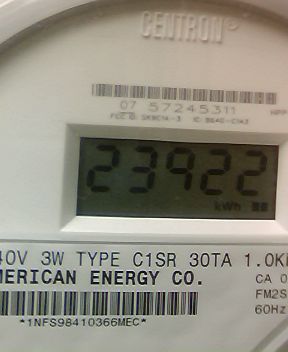 CENTRON®
07 57245311
23922
kWh
40V 3W TYPE C1SR 30TA 1.0K
MERICAN ENERGY CO.
CA 0
FM2S
60Hz
*1NFS98410366MEC*